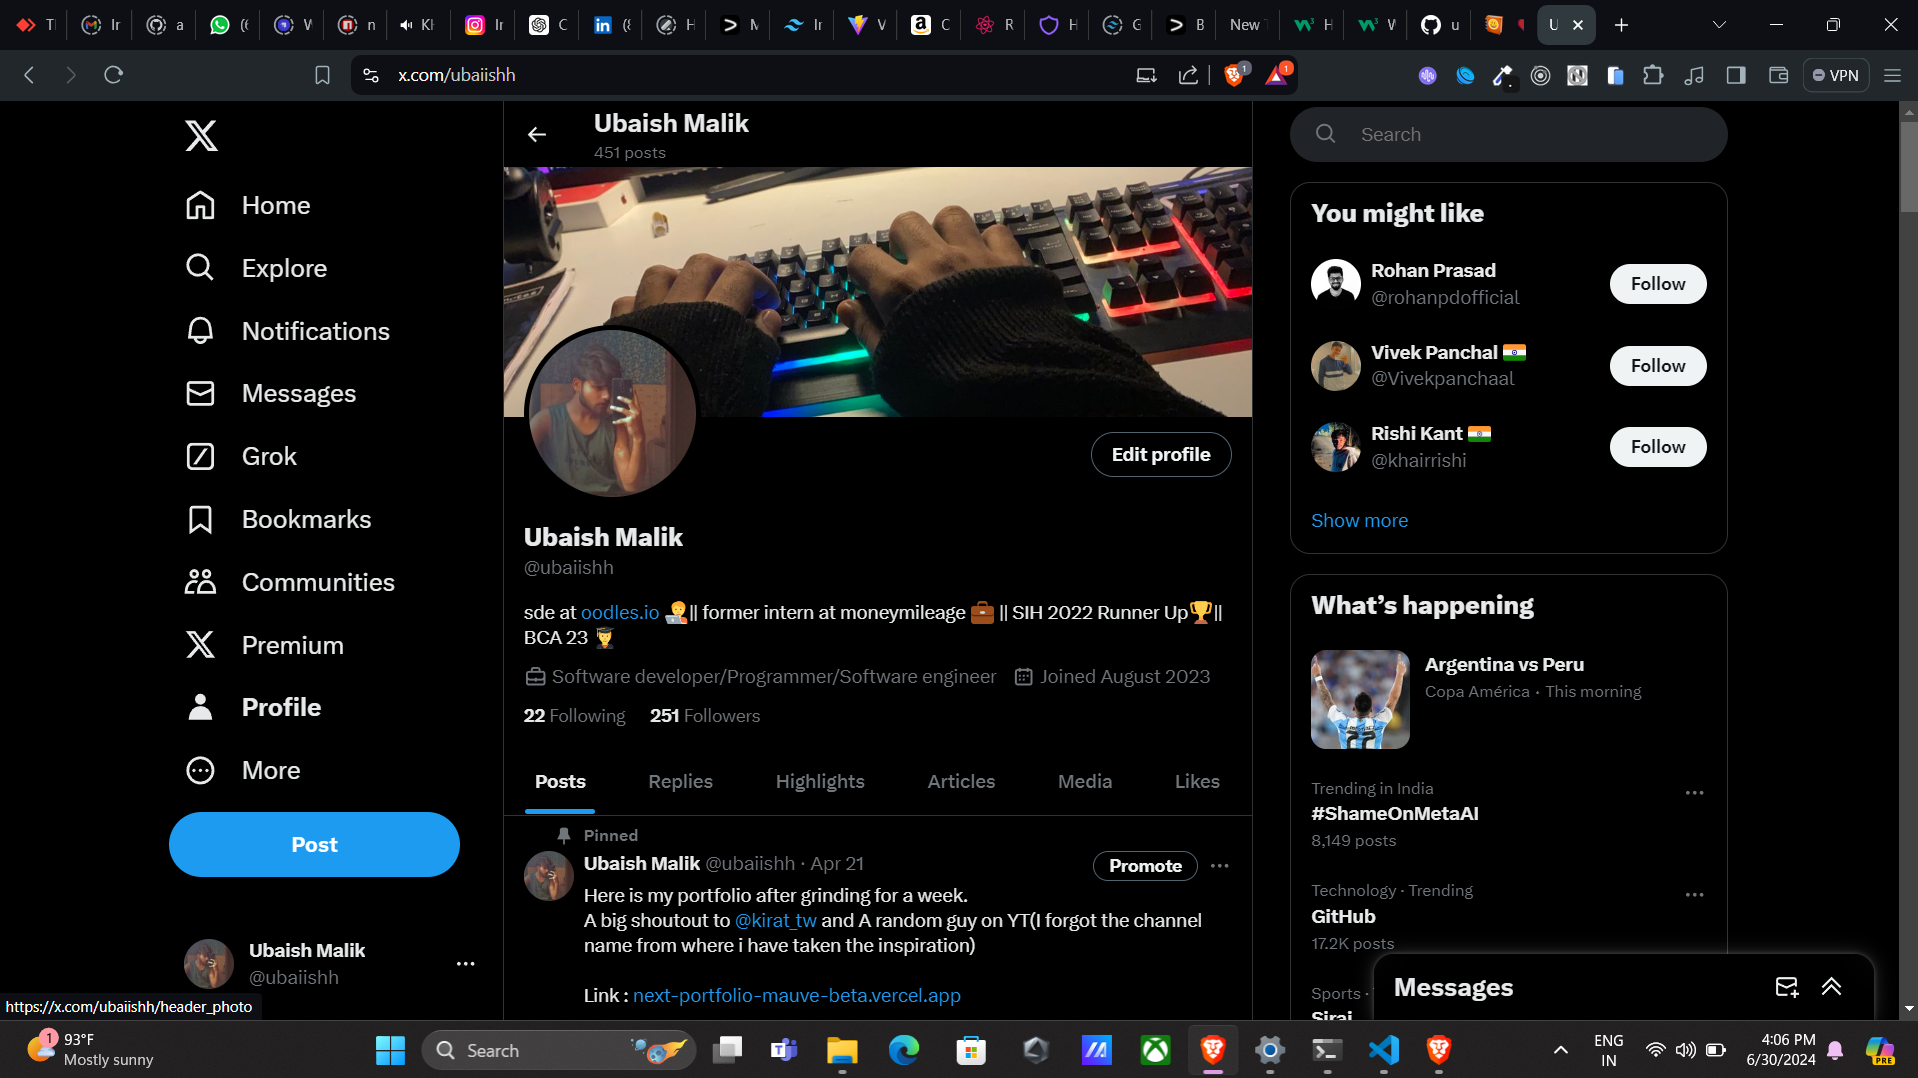 New
x.com/ubaiishh
1
1
VPN
Ubaish Malik
451 posts
Search
Home
Explore
Notifications
Messages
Grok
Bookmarks
Communities
Premium
Profile
More
Post
Ubaish Malik
@ubaiishh
https://x.com/ubaiishh/header_photo
Edit profile
Ubaish Malik
@ubaiishh
sde at oodles.io 🧑‍💻|| former intern at moneymileage 💼 || SIH 2022 Runner Up🏆||
BCA 23 👨‍🎓
Software developer/Programmer/Software engineer Joined August 2023
22 Following 251 Followers
Posts Replies Highlights Articles Media Likes
Pinned
Ubaish Malik @ubaiishh · Apr 21
Promote
Here is my portfolio after grinding for a week.
A big shoutout to @kirat_tw and A random guy on YT(I forgot the channel
name from where i have taken the inspiration)
Link : next-portfolio-mauve-beta.vercel.app
You might like
Rohan Prasad
@rohanpdofficial
Follow
Vivek Panchal 🇮🇳
@Vivekpanchaal
Follow
Rishi Kant 🇮🇳
@khairrishi
Follow
Show more
What's happening
Argentina vs Peru
Copa América · This morning
Trending in India
#ShameOnMetaAI
8,149 posts
Technology · Trending
GitHub
17.2K posts
Sports ·
Siraj
Messages
1
93°F
Mostly sunny
Search
ENG
IN
4:06 PM
6/30/2024
PRE